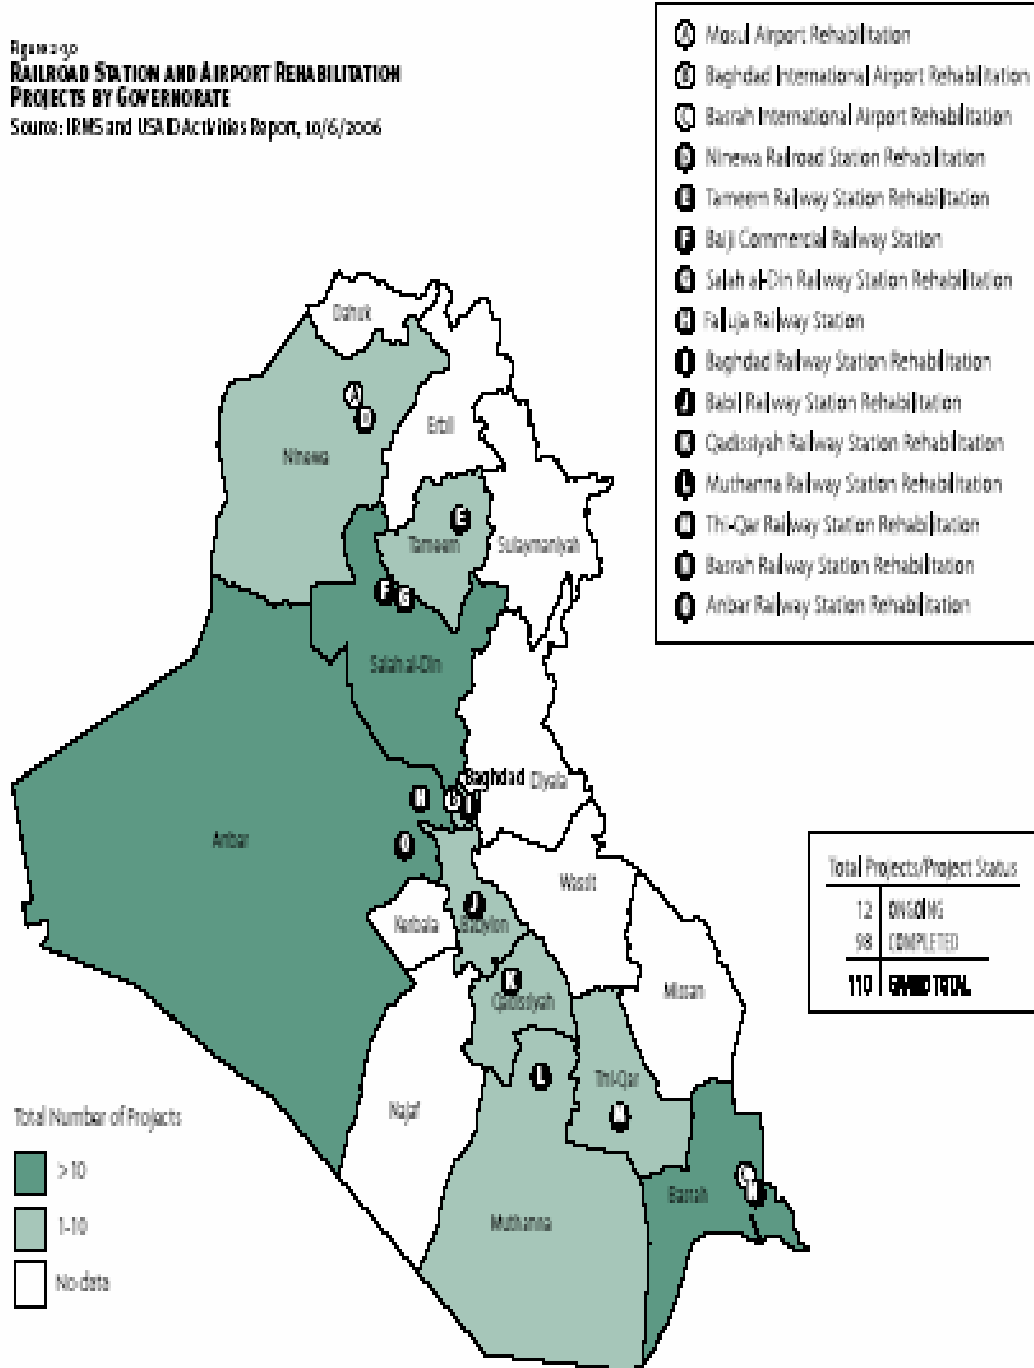 Figure 2-30
RAILROAD STATION AND AIRPORT REHABILITATION
PROJECTS BY GOVERNORATE
Source: IRMS and USAID Activities Report, 10/6/2006
A Mosul Airport Rehabilitation
B Baghdad International Airport Rehabilitation
C Basrah International Airport Rehabilitation
D Ninewa Railroad Station Rehabilitation
E Tameem Railway Station Rehabilitation
F Baiji Commercial Railway Station
G Salah al-Din Railway Station Rehabilitation
H Falluja Railway Station
I Baghdad Railway Station Rehabilitation
J Babil Railway Station Rehabilitation
K Qadissiyah Railway Station Rehabilitation
L Muthanna Railway Station Rehabilitation
M Thi-Qar Railway Station Rehabilitation
N Basrah Railway Station Rehabilitation
O Anbar Railway Station Rehabilitation
Dahuk
A
D
Ninewa
Erbil
E
Tameem
Sulaymaniyah
F G
Salah al-Din
Baghdad
Diyala
H
B I
Anbar
O
Wasit
J
Kerbala
Babylon
K
Qadissiyah
Missan
L
Thi-Qar
M
Najaf
C
N
Basrah
Muthanna
Total Projects/Project Status
12 ONGOING
98 COMPLETED
110 GRAND TOTAL
Total Number of Projects
>10
1-10
No data